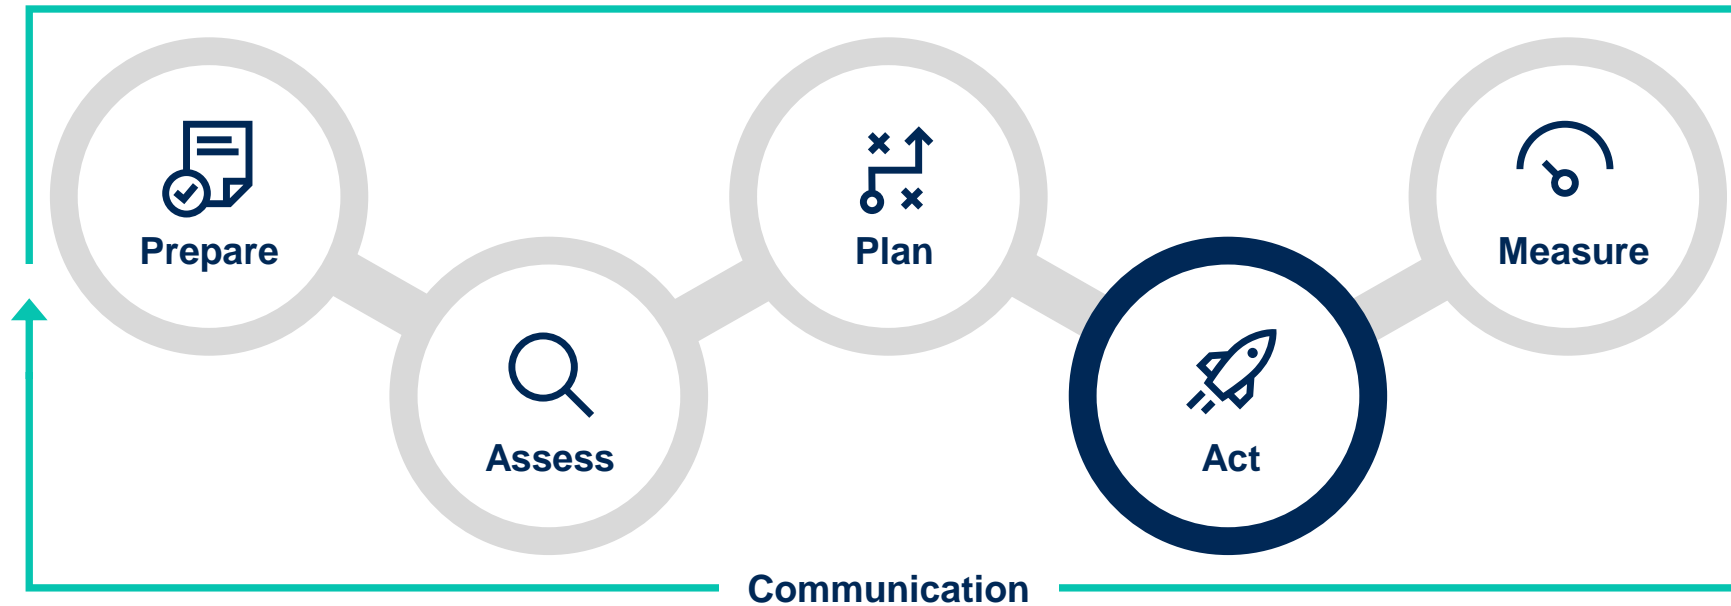 Prepare
Assess
Plan
Act
Measure
Communication